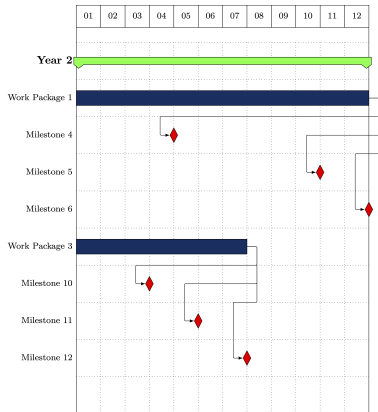 01 02 03 04 05 06 07 08 09 10 11 12
Year 2
Work Package 1
Milestone 4
Milestone 5
Milestone 6
Work Package 3
Milestone 10
Milestone 11
Milestone 12